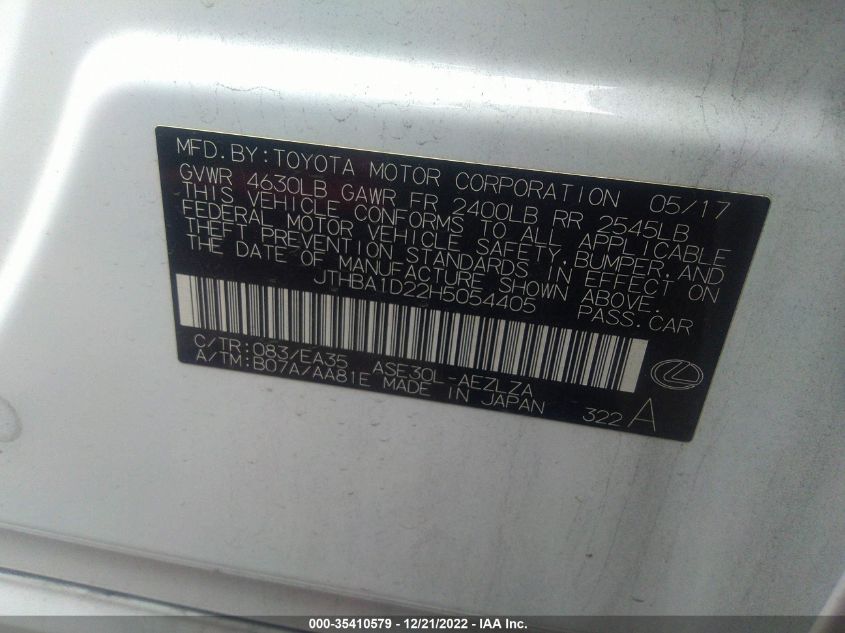 MFD.BY:TOYOTA MOTOR CORPORATION 05/17
GVWR 4630LB GAWR FR 2400LB RR 2545LB
THIS VEHICLE CONFORMS TO ALL APPLICABLE
FEDERAL MOTOR VEHICLE SAFETY,BUMPER,AND
THEFT PREVENTION STANDARDS IN EFFECT ON
THE DATE OF MANUFACTURE SHOWN ABOVE.
JTHBA1D22H5054405 PASS.CAR
C/TR:083/EA35 ASE30L-AEZLZA
A/TM:B07A/AA81E MADE IN JAPAN 322 A
000-35410579 - 12/21/2022 - IAA Inc.